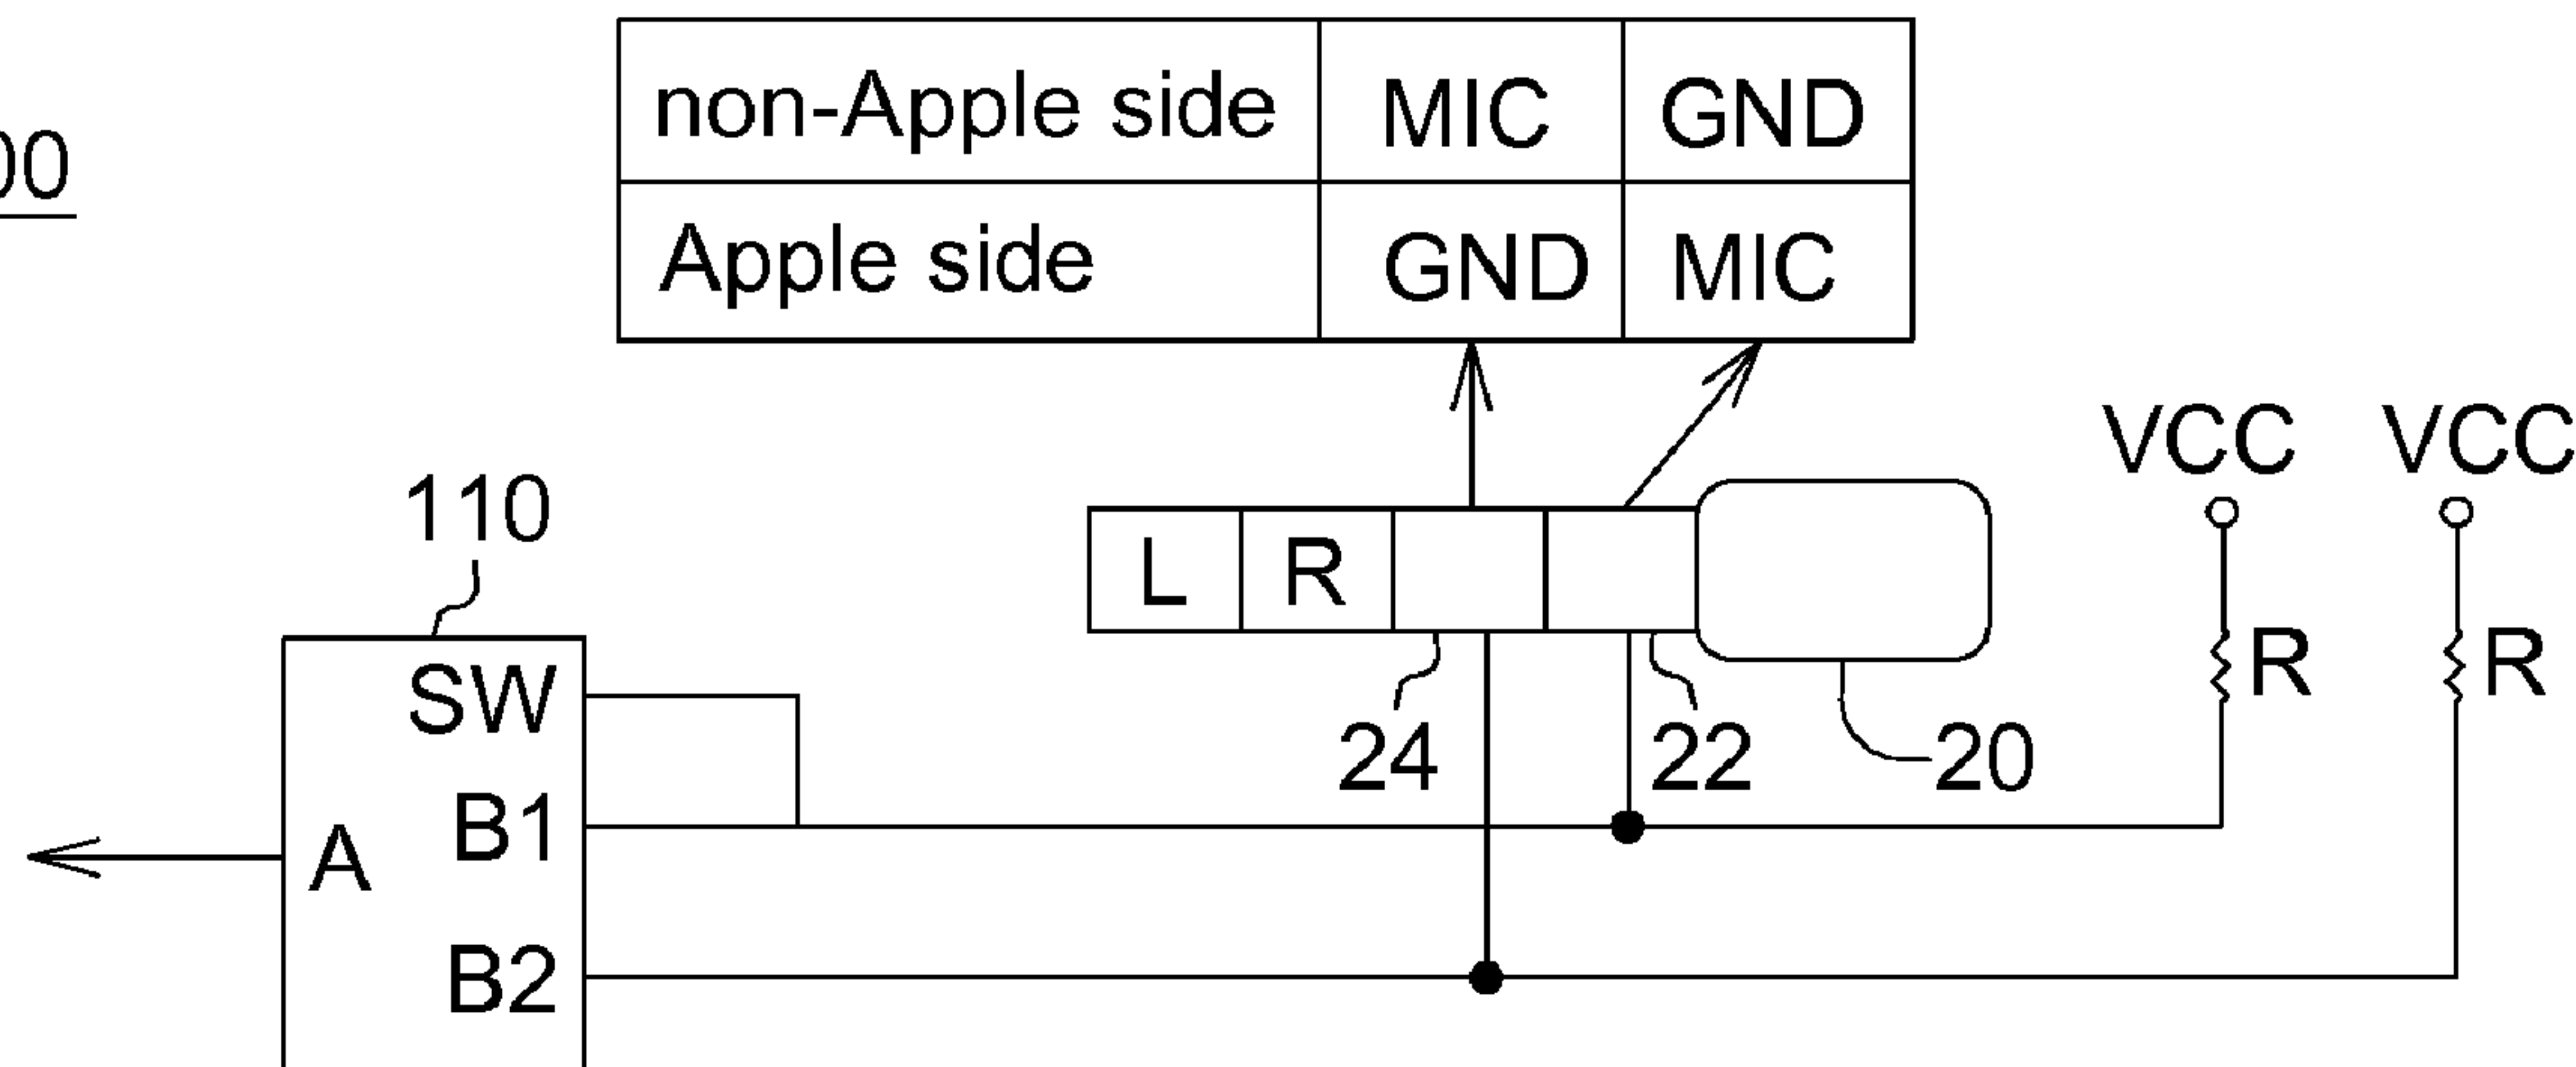 non-Apple side MIC GND
00
Apple side GND MIC
VCC VCC
110
L R
SW
R R
24 22 20
B1
A
B2